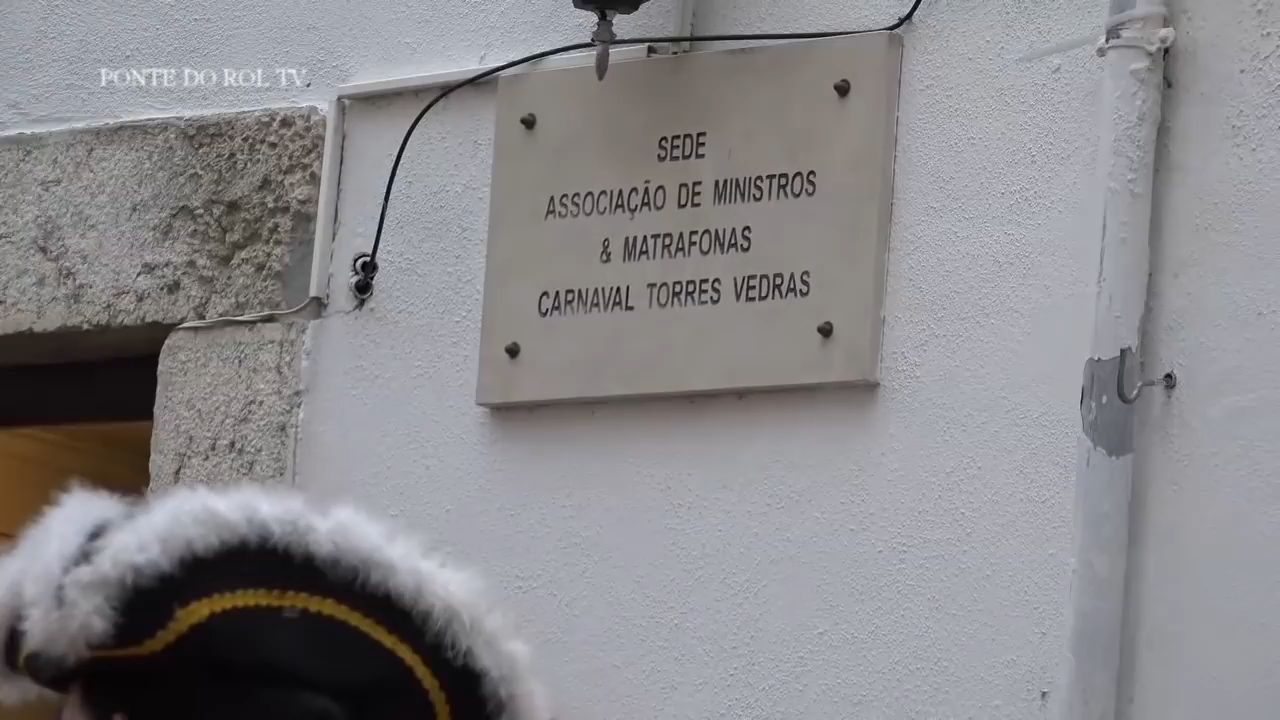 PONTE DO ROL TV
SEDE
ASSOCIAÇÃO DE MINISTROS
& MATRAFONAS
CARNAVAL TORRES VEDRAS